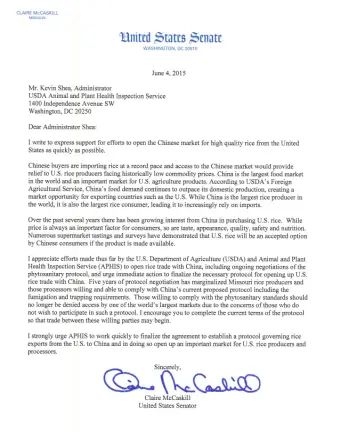 CLAIRE McCASKILL
MISSOURI
United States Senate
WASHINGTON, DC 20510
June 4, 2015
Mr. Kevin Shea, Administrator
USDA Animal and Plant Health Inspection Service
1400 Independence Avenue SW
Washington, DC 20250
Dear Administrator Shea:
I write to express support for efforts to open the Chinese market for high quality rice from the United
States as quickly as possible.
Chinese buyers are importing rice at a record pace and access to the Chinese market would provide
relief to U.S. rice producers facing historically low commodity prices. China is the largest food market
in the world and an important market for U.S. agriculture products. According to USDA's Foreign
Agricultural Service, China's food demand continues to outpace its domestic production, creating a
market opportunity for exporting countries such as the U.S. While China is the largest rice producer in
the world, it is also the largest rice consumer, leading it to increasingly rely on imports.
Over the past several years there has been growing interest from China in purchasing U.S. rice. While
price is always an important factor for consumers, so are taste, appearance, quality, safety and nutrition.
Numerous supermarket tastings and surveys have demonstrated that U.S. rice will be an accepted option
by Chinese consumers if the product is made available.
I appreciate efforts made thus far by the U.S. Department of Agriculture (USDA) and Animal and Plant
Health Inspection Service (APHIS) to open rice trade with China, including ongoing negotiations of the
phytosanitary protocol, and urge immediate action to finalize the necessary protocol for opening up U.S.
rice trade with China. Five years of protocol negotiation has marginalized Missouri rice producers and
those processors willing and able to comply with China's current proposed protocol including the
fumigation and trapping requirements. Those willing to comply with the phytosanitary standards should
no longer be denied access by one of the world's largest markets due to the concerns of those who do
not wish to participate in such a protocol. I encourage you to complete the current terms of the protocol
so that trade between these willing parties may begin.
I strongly urge APHIS to work quickly to finalize the agreement to establish a protocol governing rice
exports from the U.S. to China and in doing so open up an important market for U.S. rice producers and
processors.
Sincerely,
Claire McCaskill
Claire McCaskill
United States Senator